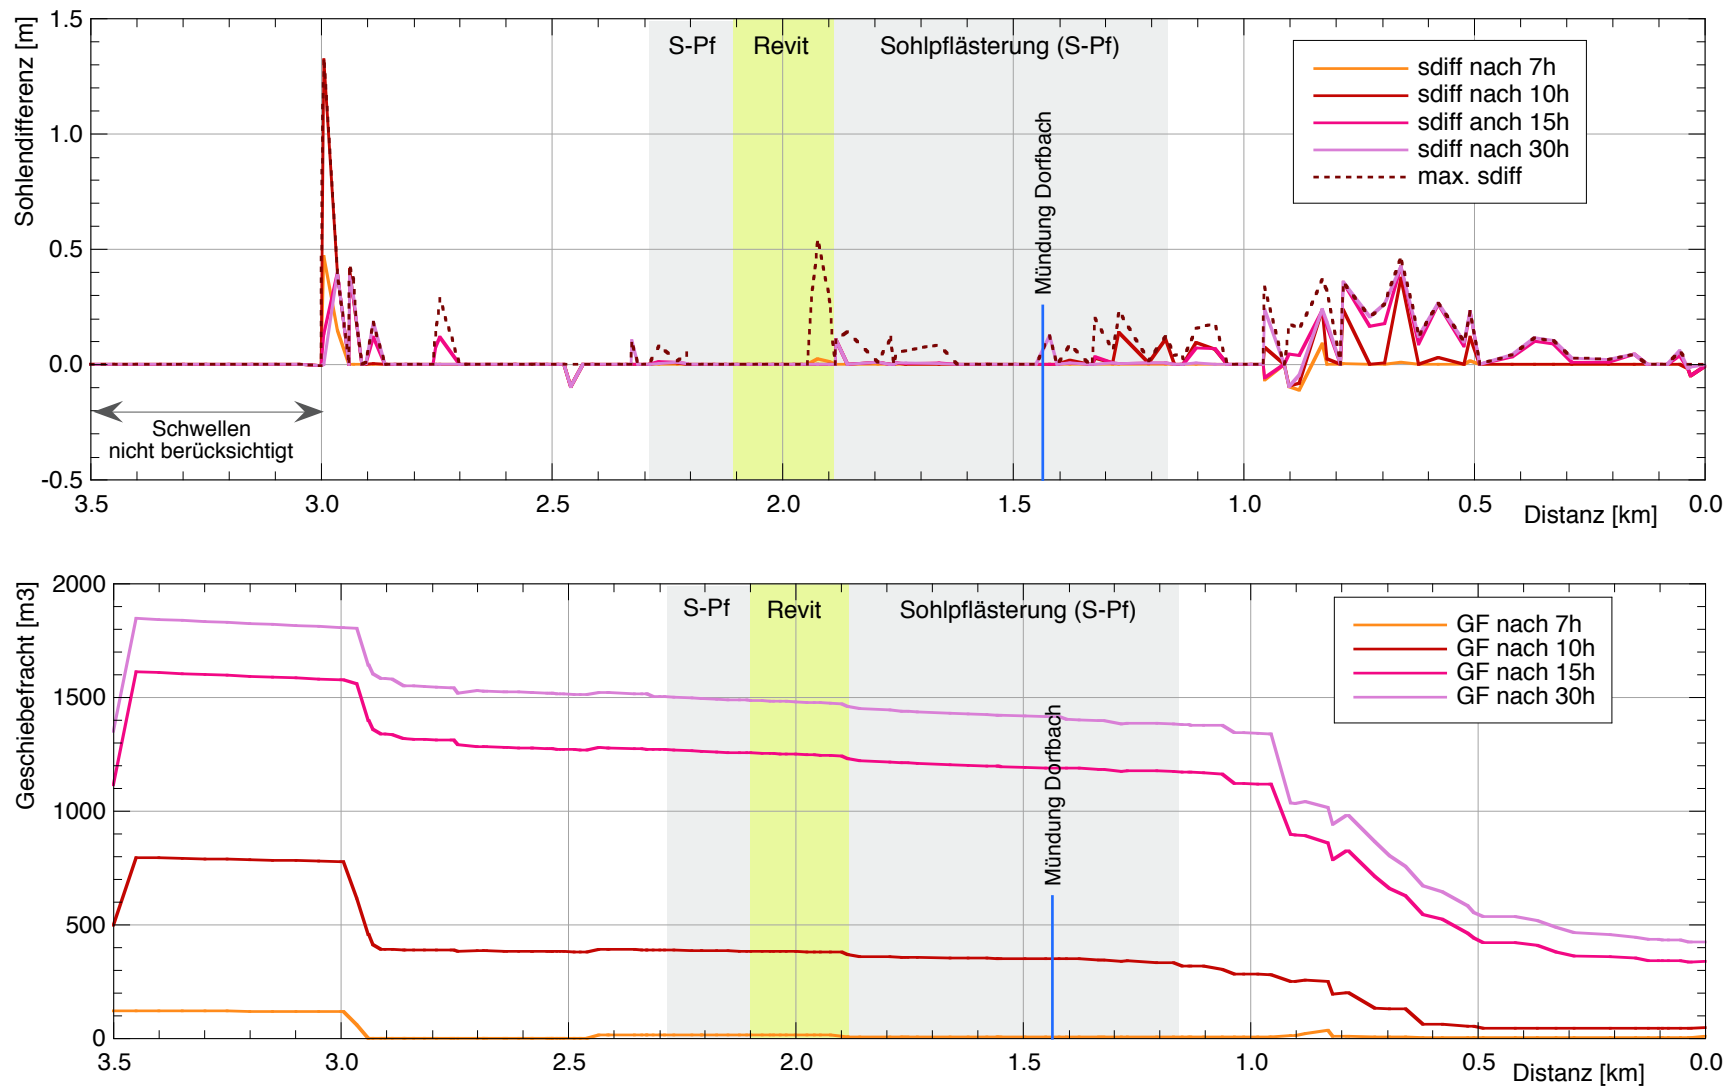 Sohlendifferenz [m]
1.5
1.0
0.5
0.0
-0.5
S-Pf
Revit
Sohlpflästerung (S-Pf)
Mündung Dorfbach
sdiff nach 7h
sdiff nach 10h
sdiff anch 15h
sdiff nach 30h
max. sdiff
Schwellen
nicht berücksichtigt
3.5
3.0
2.5
2.0
1.5
1.0
0.5
0.0
Distanz [km]
Geschiebefracht [m3]
2000
1500
1000
500
0
S-Pf
Revit
Sohlpflästerung (S-Pf)
Mündung Dorfbach
GF nach 7h
GF nach 10h
GF nach 15h
GF nach 30h
3.5
3.0
2.5
2.0
1.5
1.0
0.5
0.0
Distanz [km]